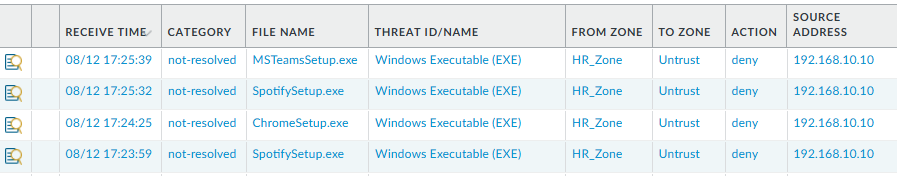 RECEIVE TIME CATEGORY FILE NAME THREAT ID/NAME FROM ZONE TO ZONE ACTION SOURCE ADDRESS
08/12 17:25:39 not-resolved MSTeamsSetup.exe Windows Executable (EXE) HR_Zone Untrust deny 192.168.10.10
08/12 17:25:32 not-resolved SpotifySetup.exe Windows Executable (EXE) HR_Zone Untrust deny 192.168.10.10
08/12 17:24:25 not-resolved ChromeSetup.exe Windows Executable (EXE) HR_Zone Untrust deny 192.168.10.10
08/12 17:23:59 not-resolved SpotifySetup.exe Windows Executable (EXE) HR_Zone Untrust deny 192.168.10.10